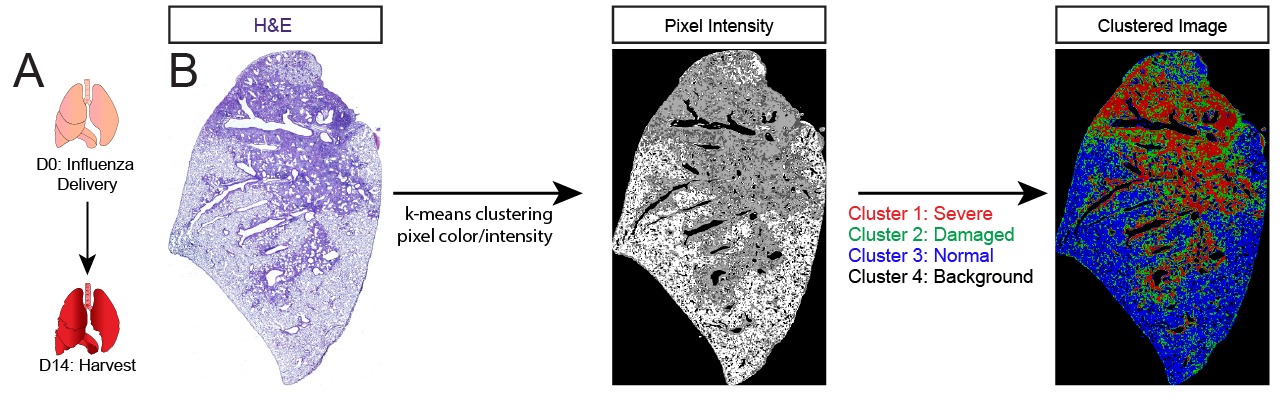 A
D0: Influenza
Delivery
D14: Harvest
B
H&E
k-means clustering
pixel color/intensity
Pixel Intensity
Cluster 1: Severe
Cluster 2: Damaged
Cluster 3: Normal
Cluster 4: Background
Clustered Image